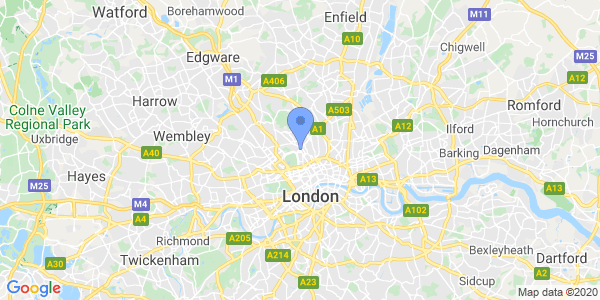 Borehamwood
Watford
Enfield
M11
Chigwell
A10
Edgware
M25
M1
A406
A12
Harrow
A503
Romford
Colne Valley
Regional Park
Hornchurch
A1
A12
Ilford
Wembley
Uxbridge
A40
Barking
Dagenham
Hayes
A13
M25
A13
London
M4
A4
A102
Richmond
A205
Bexleyheath
A214
Dartford
Twickenham
A30
A2
Sidcup
A23
Google
Map data ©2020